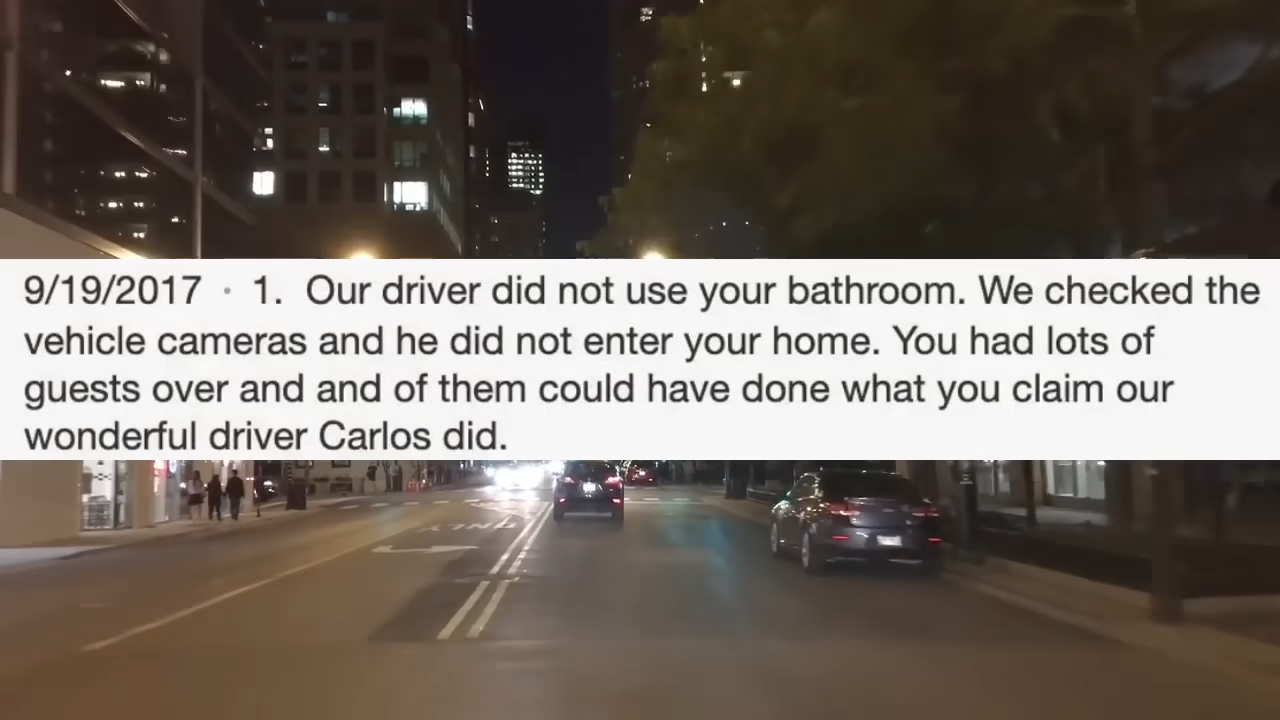 9/19/2017 · 1. Our driver did not use your bathroom. We checked the
vehicle cameras and he did not enter your home. You had lots of
guests over and and of them could have done what you claim our
wonderful driver Carlos did.
ONLY